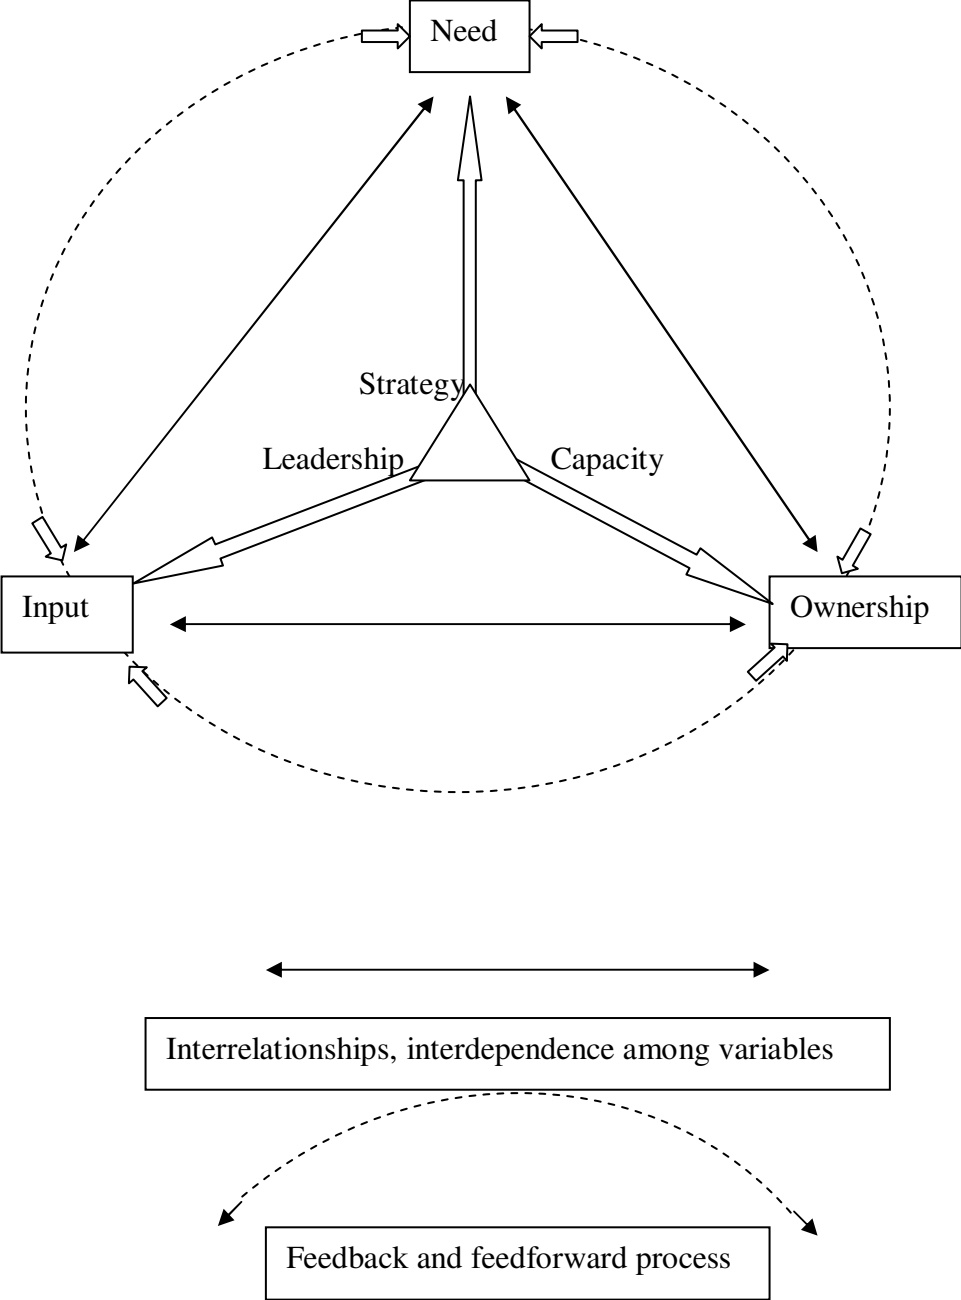 Need
Strategy
Leadership
Capacity
Input
Ownership
Interrelationships, interdependence among variables
Feedback and feedforward process